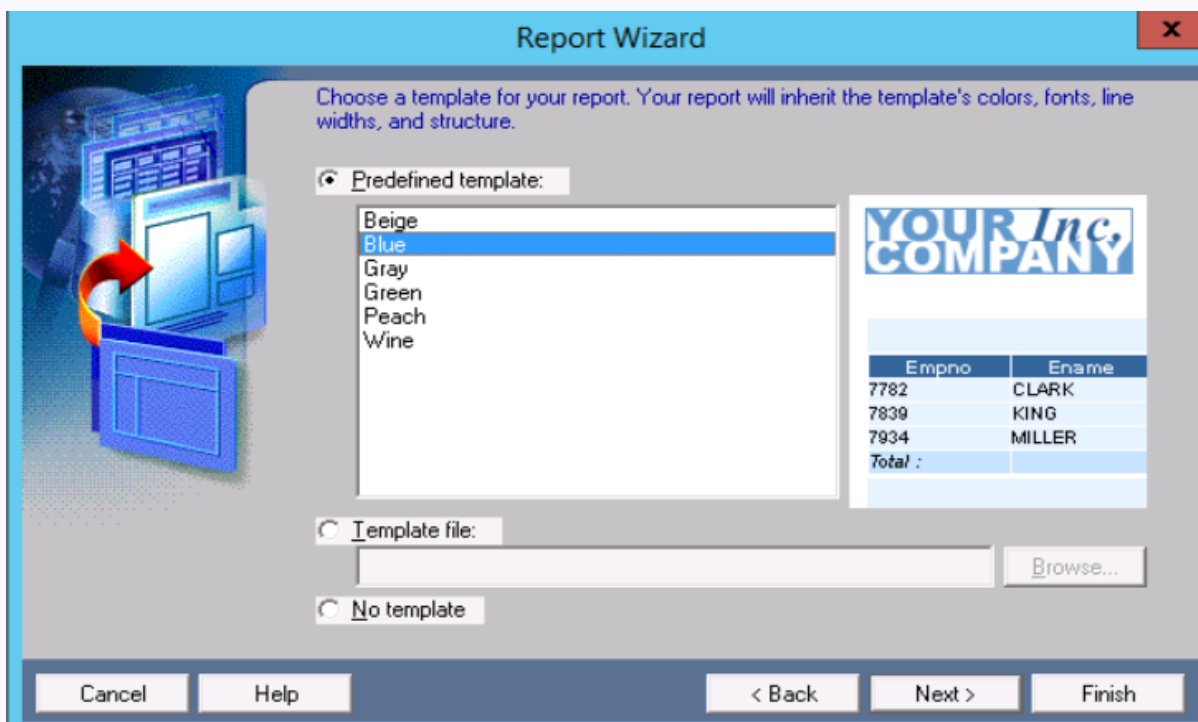 Report Wizard
x
Choose a template for your report. Your report will inherit the template's colors, fonts, line
widths, and structure.
Predefined template:
Beige
Blue
Gray
Green
Peach
Wine
YOUR Inc,
COMPANY
Empno Ename
7782 CLARK
7839 KING
7934 MILLER
Total :
Template file:
Browse...
No template
Cancel Help < Back Next > Finish